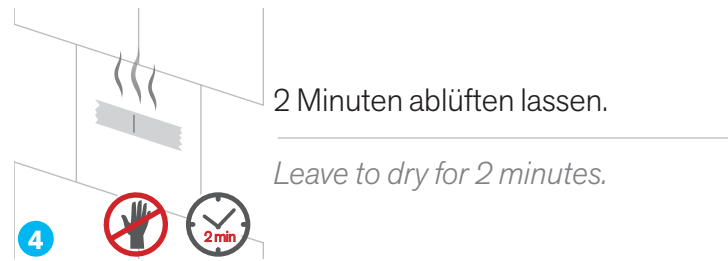 2 Minuten ablüften lassen.
Leave to dry for 2 minutes.
4
2 min